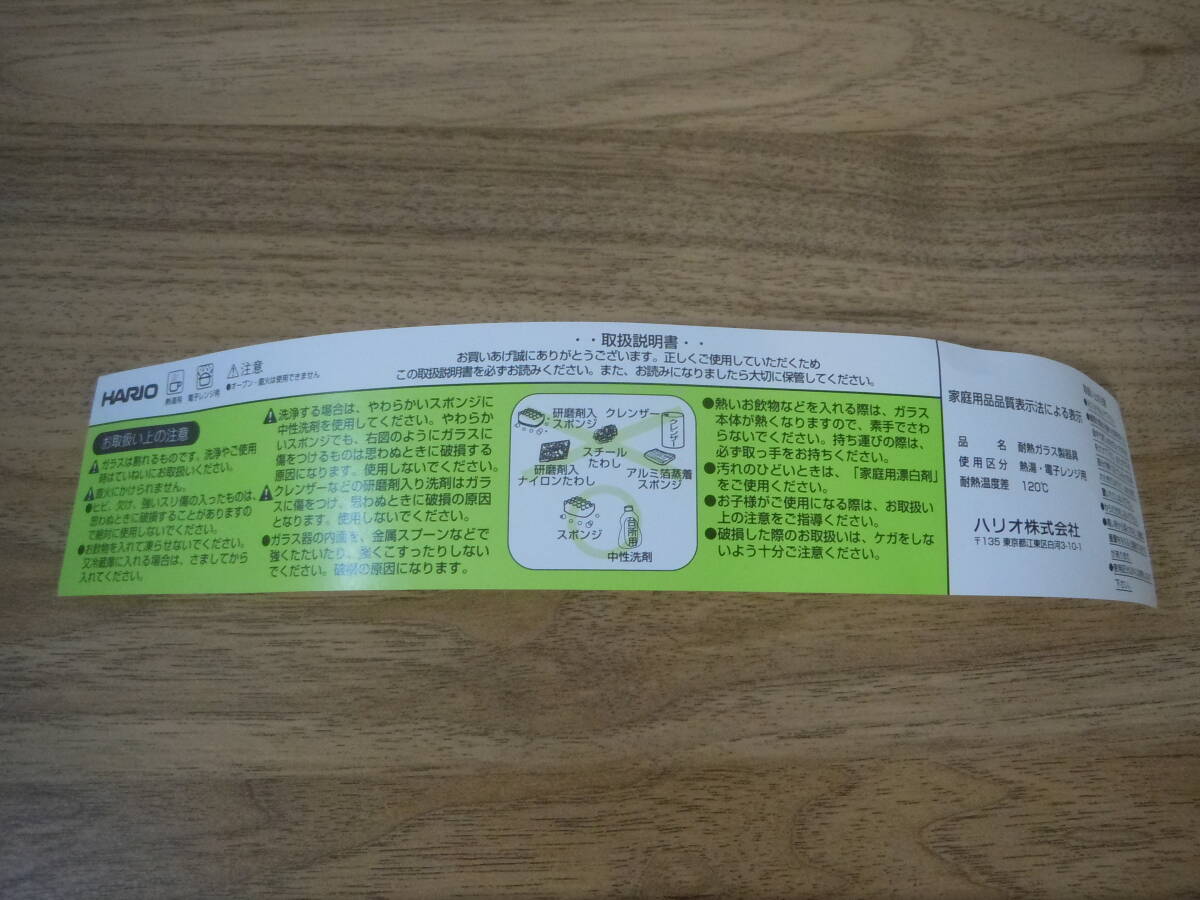 ・・取扱説明書・・
お買いあげ誠にありがとうございます。正しくご使用していただくため
この取扱説明書を必ずお読みください。また、お読みになりましたら大切に保管してください。
HARIO
熱湯用 電子レンジ用
⚠注意
●オーブン・直火は使用できません
お取扱い上の注意
⚠ガラスは割れるものです。洗浄やご使用
時はていねいにお取扱いください。
⚠直火にかけられません。
●ヒビ、欠け、強いスリ傷の入ったものは、
思わぬときに破損することがありますの
で絶対に使用しないでください。
●お飲物を入れて凍らせないでください。
又冷蔵庫に入れる場合は、さましてから
入れてください。
⚠洗浄する場合は、やわらかいスポンジに
中性洗剤を使用してください。やわらか
いスポンジでも、右図のようにガラスに
傷をつけるものは思わぬときに破損する
原因になります。使用しないでください。
⚠クレンザーなどの研磨剤入り洗剤はガラ
スに傷をつけ、思わぬときに破損の原因
となります。使用しないでください。
●ガラス器の内面を、金属スプーンなどで
強くたたいたり、強くこすったりしない
でください。破損の原因になります。
研磨剤入
スポンジ
クレンザー
クレンザー
スチール
たわし
研磨剤入
ナイロンたわし
アルミ箔蒸着
スポンジ
スポンジ
台所用
中性洗剤
●熱いお飲物などを入れる際は、ガラス
本体が熱くなりますので、素手でさわ
らないでください。持ち運びの際は、
必ず取っ手をお持ちください。
●汚れのひどいときは、「家庭用漂白剤」
をご使用ください。
●お子様がご使用になる際は、お取扱い
上の注意をご指導ください。
●破損した際のお取扱いは、ケガをしな
いよう十分ご注意ください。
家庭用品品質表示法による表示
品 名 耐熱ガラス製器具
使用区分 熱湯・電子レンジ用
耐熱温度差 120℃
ハリオ株式会社
〒135 東京都江東区白河3-10-1
下さい。